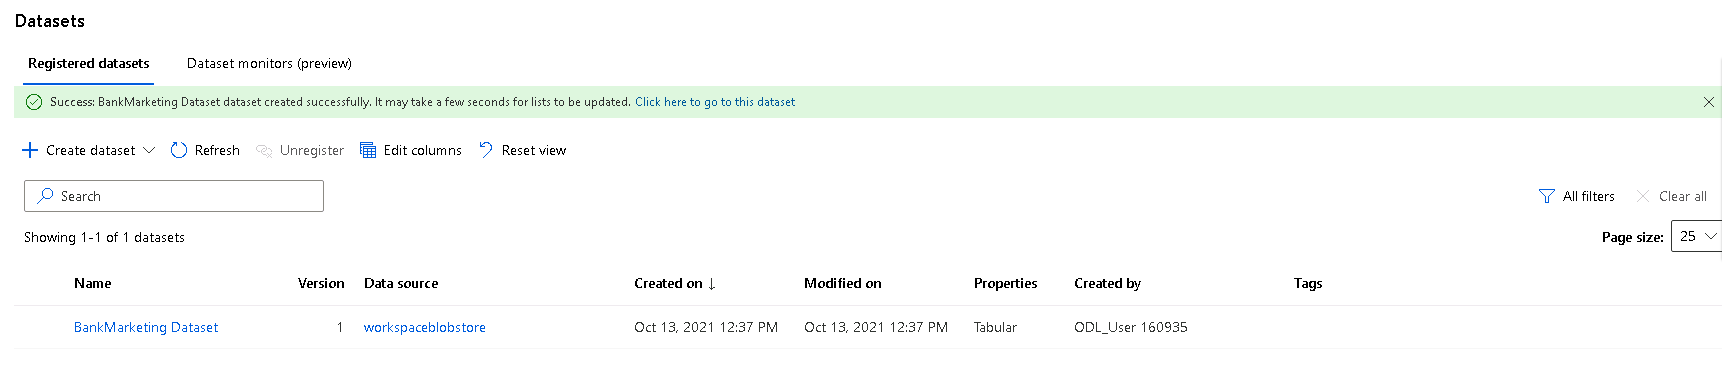 Datasets
Registered datasets Dataset monitors (preview)
Success: BankMarketing Dataset dataset created successfully. It may take a few seconds for lists to be updated. Click here to go to this dataset
Create dataset Refresh Unregister Edit columns Reset view
Search All filters Clear all
Showing 1-1 of 1 datasets Page size: 25
Name Version Data source Created on ↓ Modified on Properties Created by Tags
BankMarketing Dataset 1 workspaceblobstore Oct 13, 2021 12:37 PM Oct 13, 2021 12:37 PM Tabular ODL_User 160935